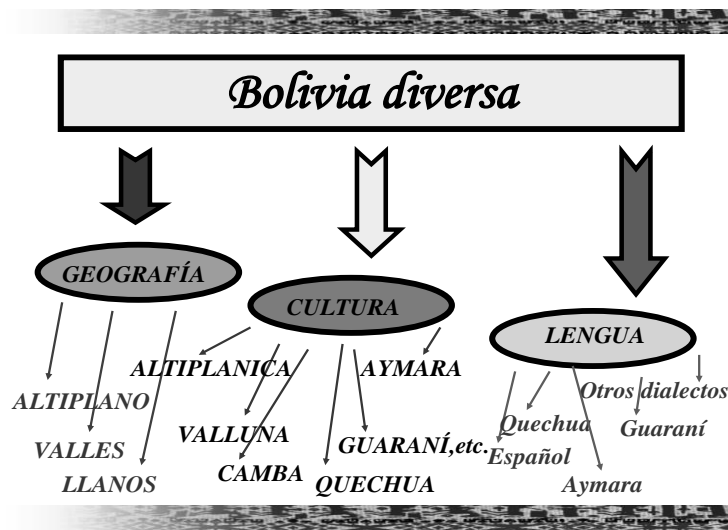 Bolivia diversa
GEOGRAFÍA
ALTIPLANO
VALLES
LLANOS
CULTURA
ALTIPLANICA
VALLUNA
CAMBA
QUECHUA
GUARANÍ,etc.
AYMARA
LENGUA
Español
Quechua
Aymara
Guaraní
Otros dialectos